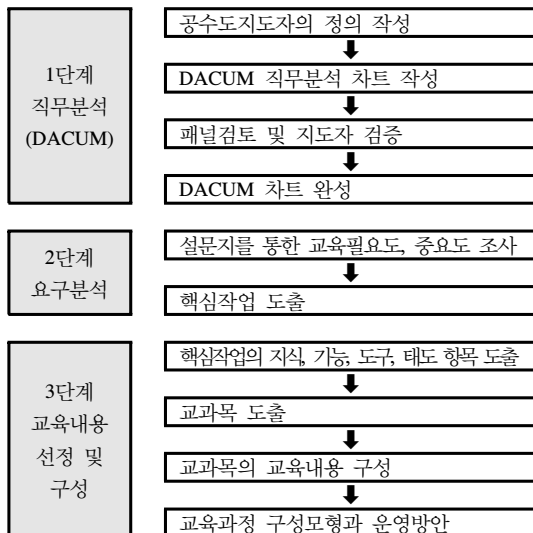 1단계
직무분석
(DACUM)
공수도지도자의 정의 작성
DACUM 직무분석 차트 작성
패널검토 및 지도자 검증
DACUM 차트 완성
2단계
요구분석
설문지를 통한 교육필요도, 중요도 조사
핵심작업 도출
3단계
교육내용
선정 및
구성
핵심작업의 지식, 기능, 도구, 태도 항목 도출
교과목 도출
교과목의 교육내용 구성
교육과정 구성모형과 운영방안